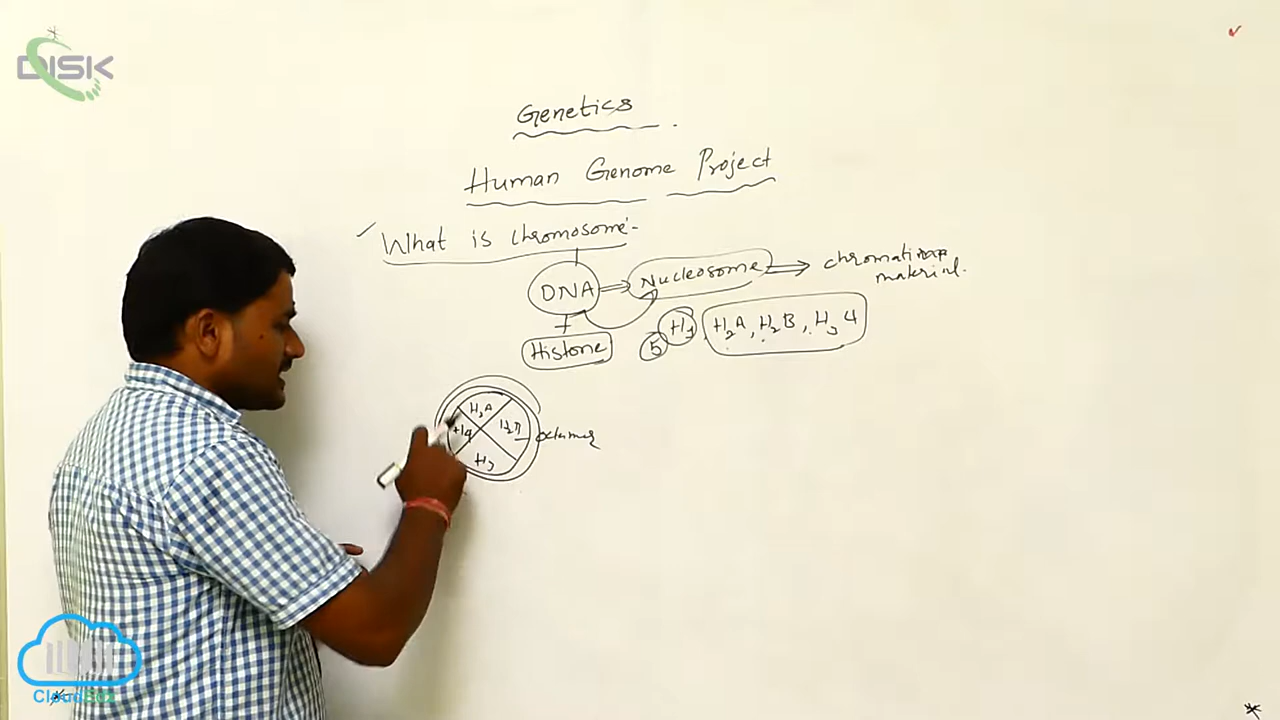 DISK
Genetics
Human Genome Project
What is chromosome:-
DNA ⇒ Nucleosome ⇒ chromatin
material.
+
Histone 5 H1, H2A, H2B, H3 4
H2A
H4
H3
octamer
CloudBox